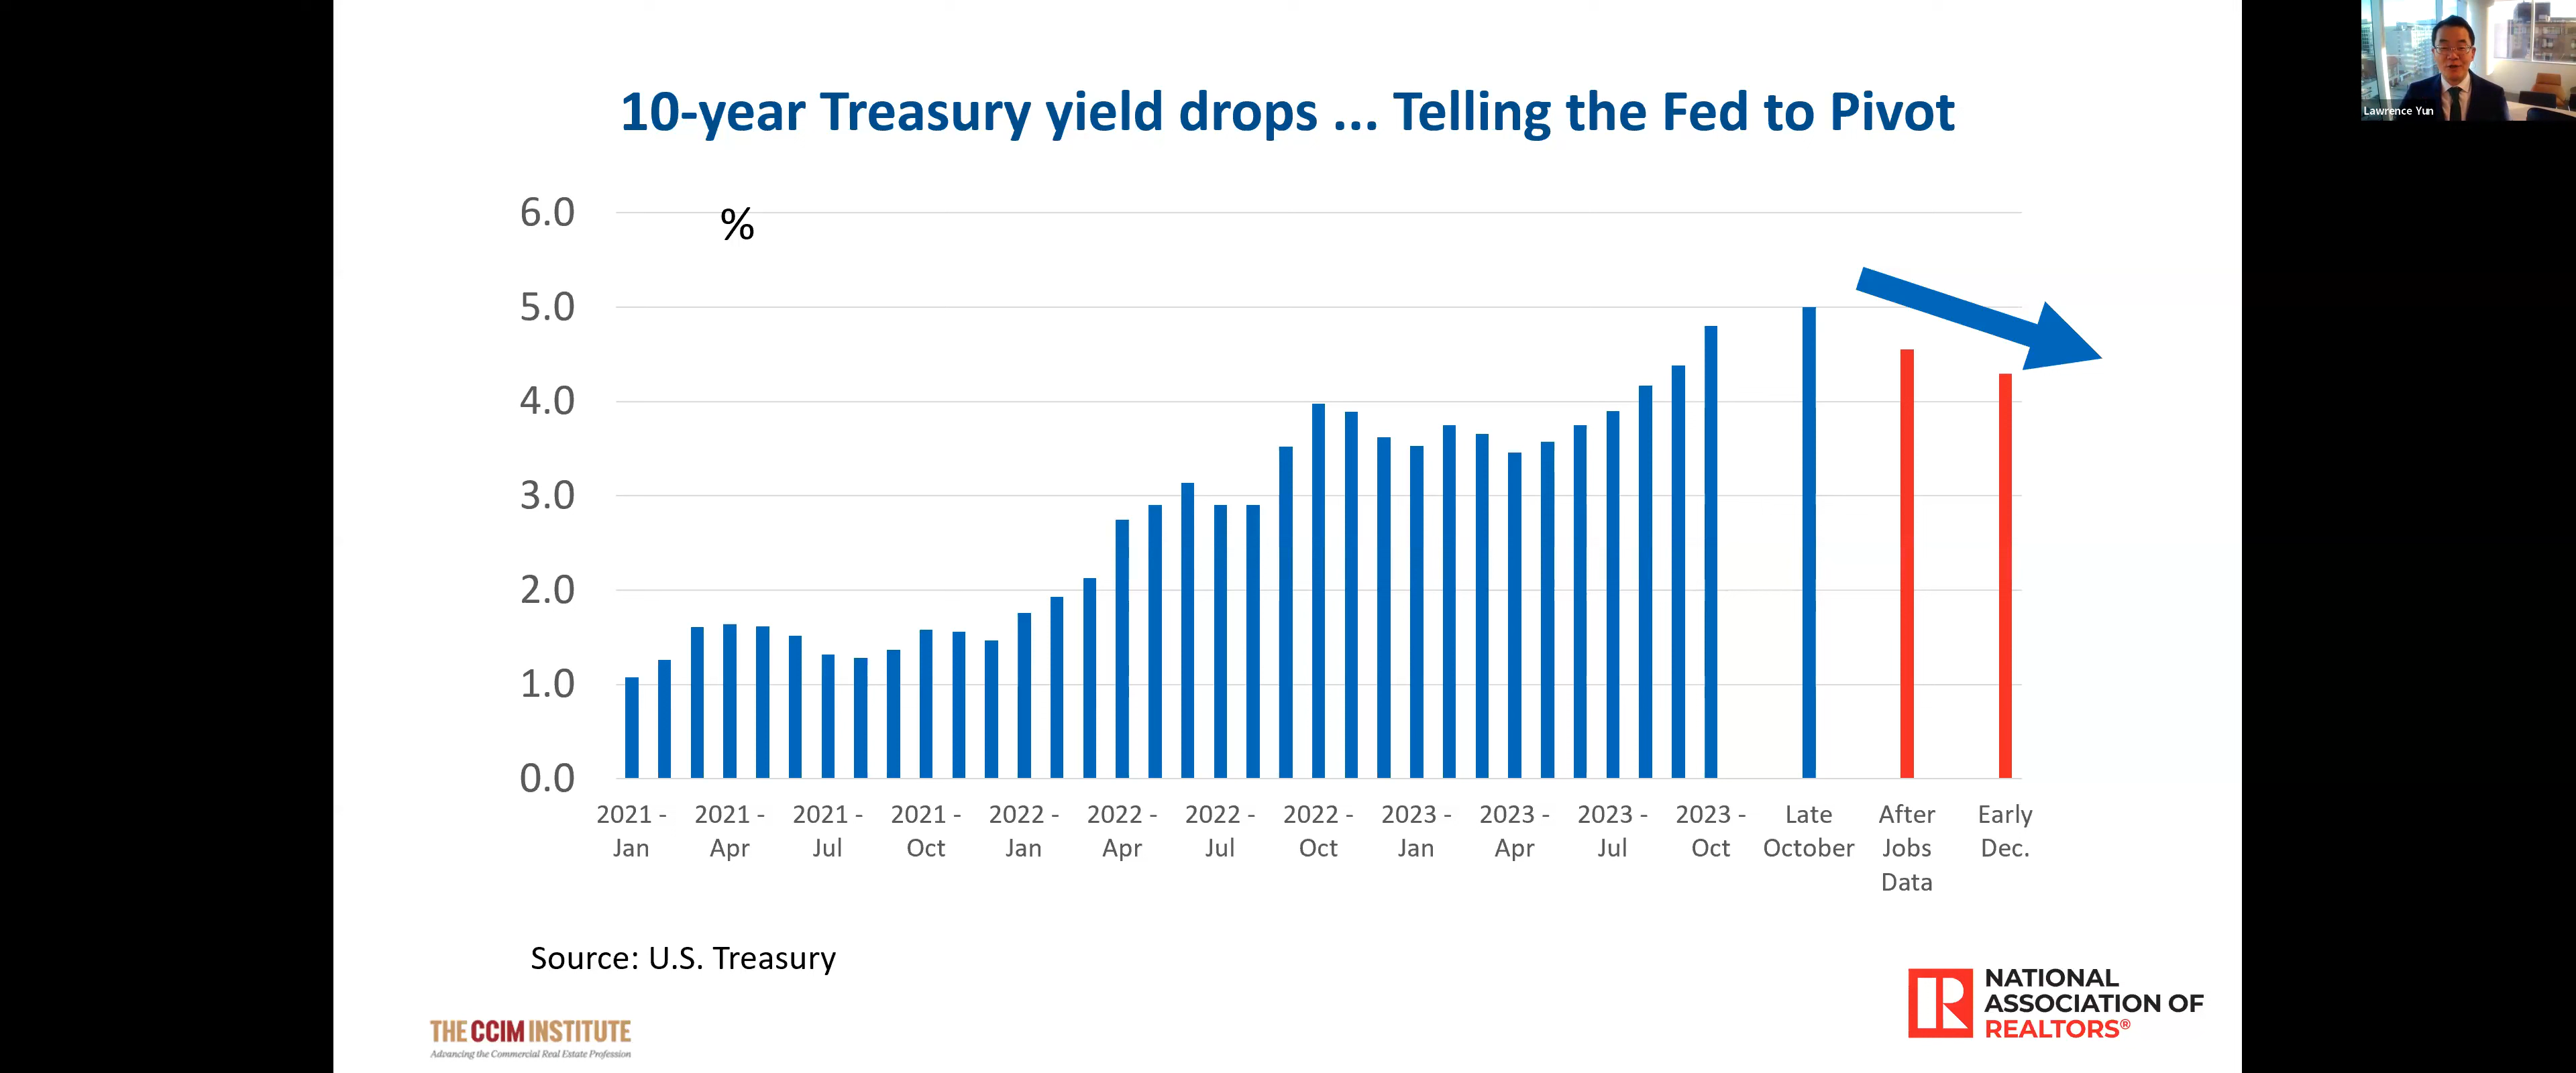 10-year Treasury yield drops ... Telling the Fed to Pivot
Lawrence Yun
%
6.0
5.0
4.0
3.0
2.0
1.0
0.0
2021 - Jan
2021 - Apr
2021 - Jul
2021 - Oct
2022 - Jan
2022 - Apr
2022 - Jul
2022 - Oct
2023 - Jan
2023 - Apr
2023 - Jul
2023 - Oct
Late October
After Jobs Data
Early Dec.
Source: U.S. Treasury
THE CCIM INSTITUTE
Advancing the Commercial Real Estate Profession
R
NATIONAL
ASSOCIATION OF
REALTORS®